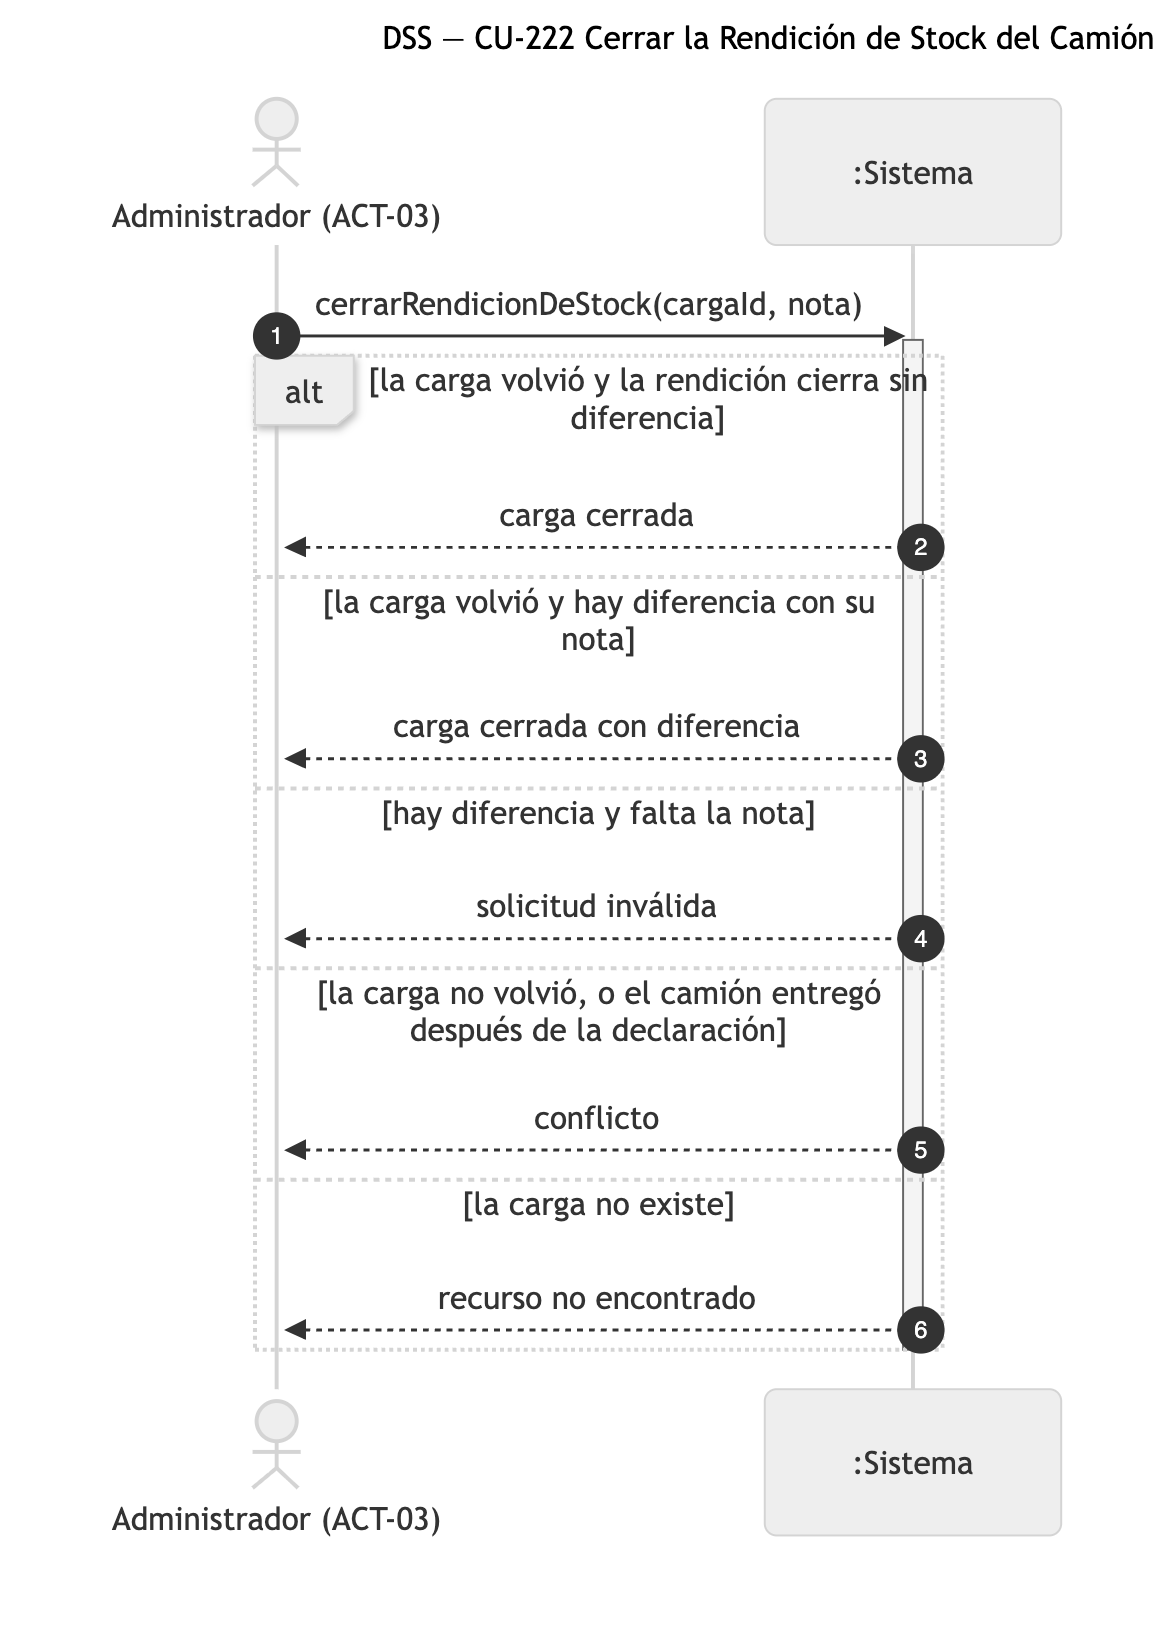 DSS — CU-222 Cerrar la Rendición de Stock del Camión
Administrador (ACT-03)
:Sistema
cerrarRendicionDeStock(cargaId, nota)
1
alt
[la carga volvió y la rendición cierra sin
diferencia]
carga cerrada
2
[la carga volvió y hay diferencia con su
nota]
carga cerrada con diferencia
3
[hay diferencia y falta la nota]
solicitud inválida
4
[la carga no volvió, o el camión entregó
después de la declaración]
conflicto
5
[la carga no existe]
recurso no encontrado
6
Administrador (ACT-03)
:Sistema